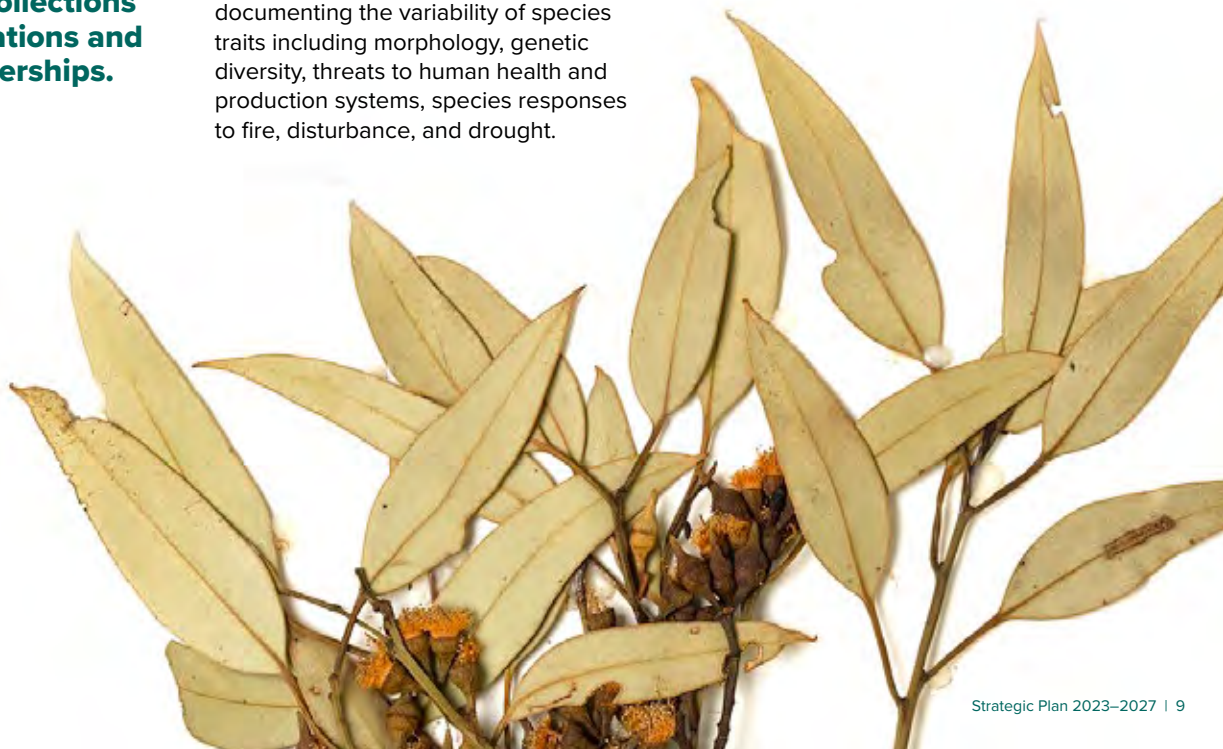 ations and
erships.
documenting the variability of species
traits including morphology, genetic
diversity, threats to human health and
production systems, species responses
to fire, disturbance, and drought.
Strategic Plan 2023–2027 | 9